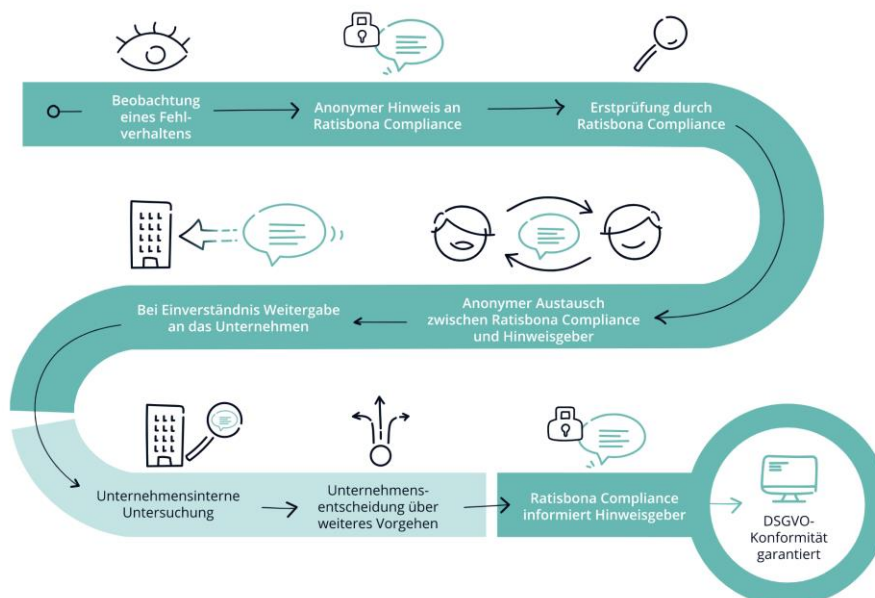 Beobachtung
eines Fehl-
verhaltens
Anonymer Hinweis an
Ratisbona Compliance
Erstprüfung durch
Ratisbona Compliance
Anonymer Austausch
zwischen Ratisbona Compliance
und Hinweisgeber
Bei Einverständnis Weitergabe
an das Unternehmen
Unternehmensinterne
Untersuchung
Unternehmens-
entscheidung über
weiteres Vorgehen
Ratisbona Compliance
informiert Hinweisgeber
DSGVO-
Konformität
garantiert